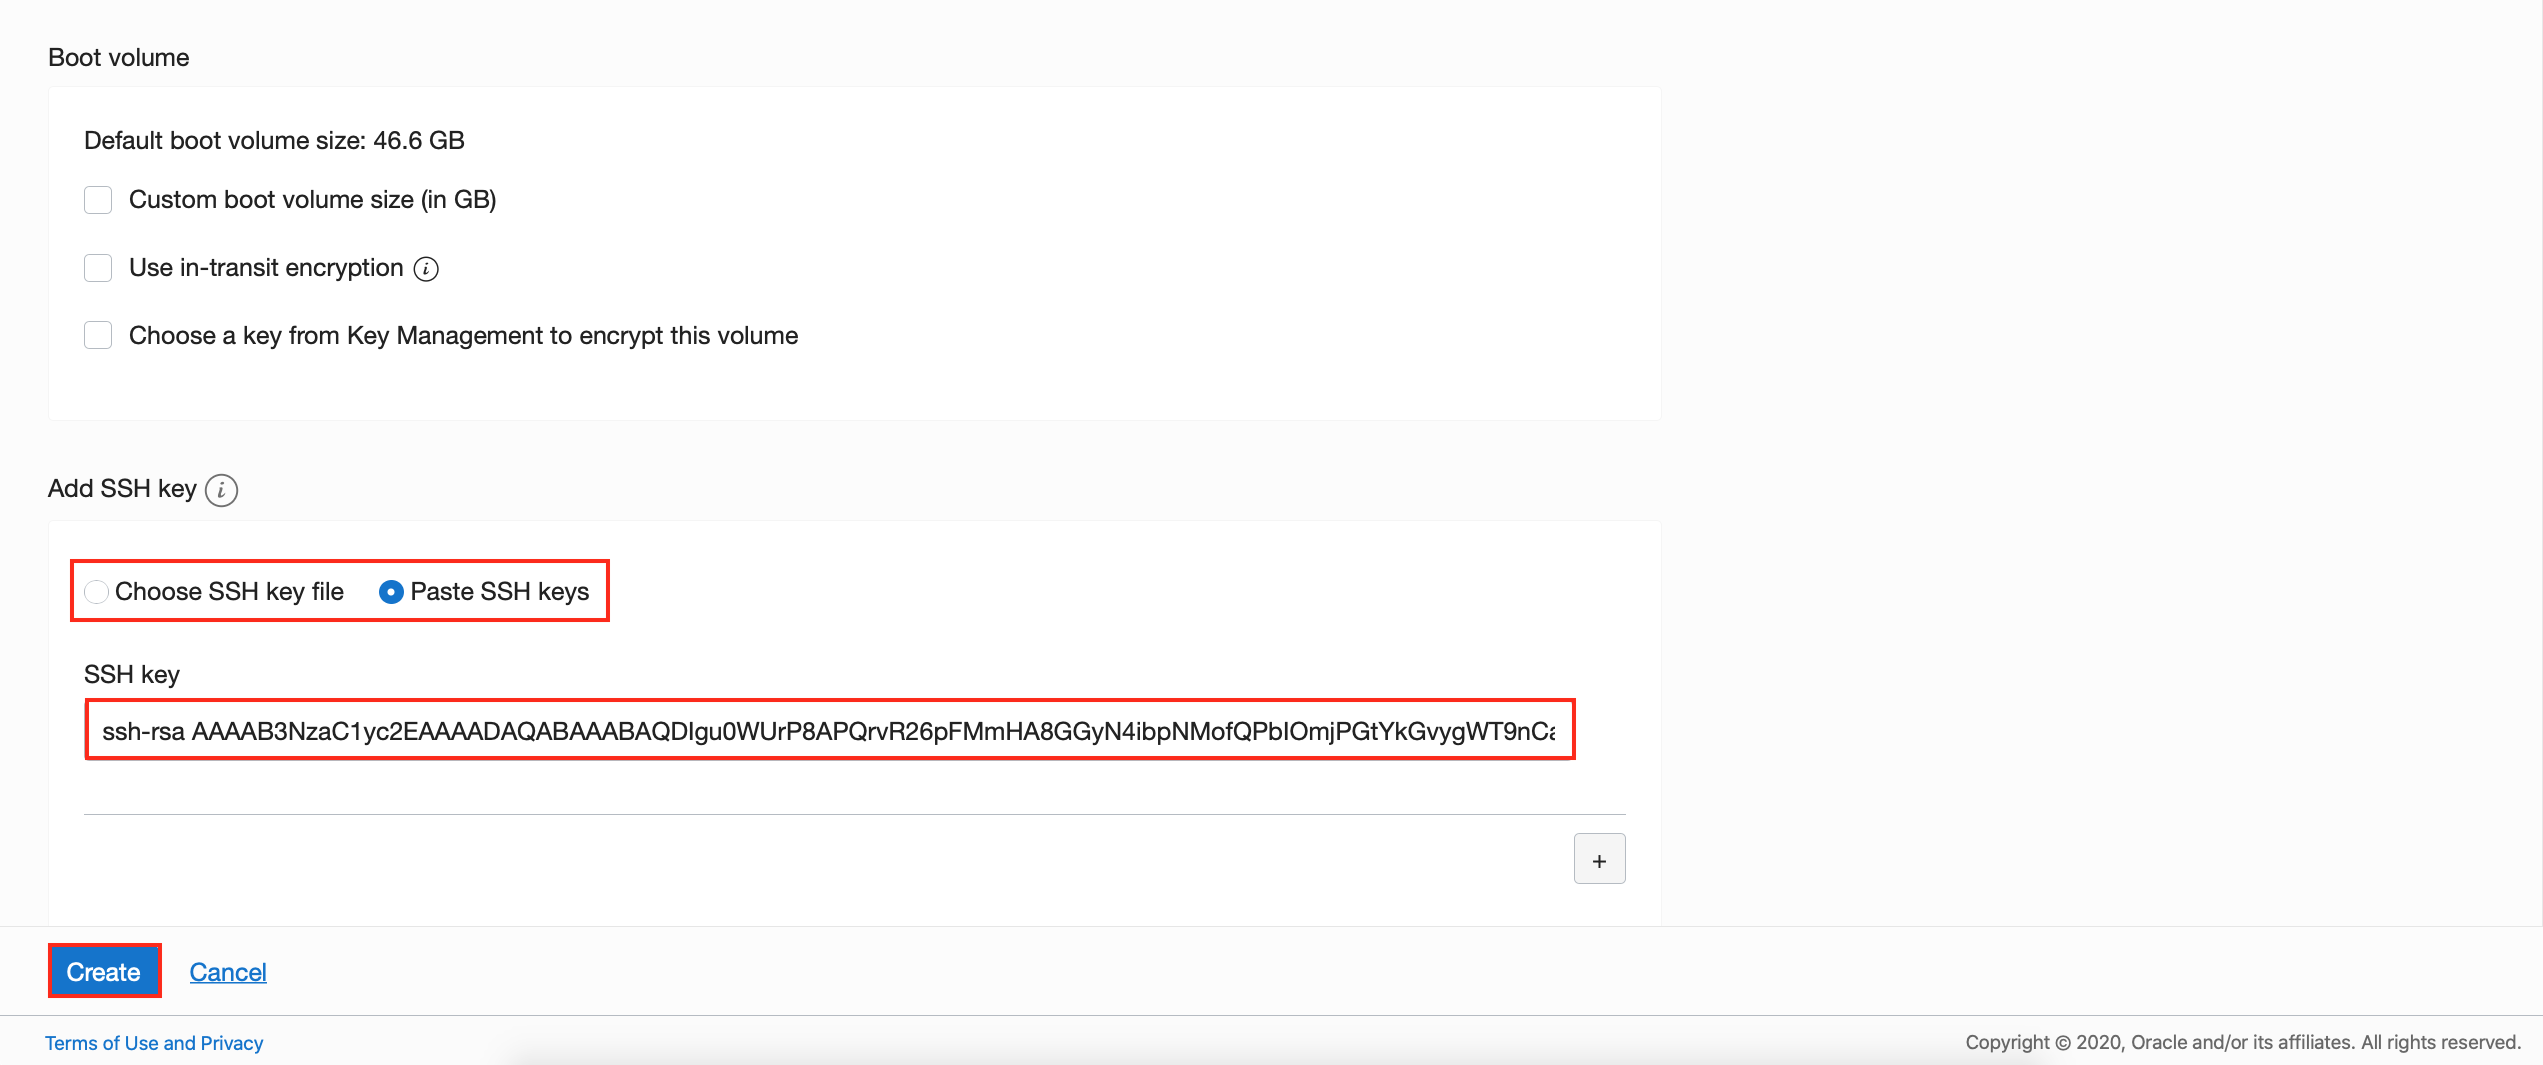 Boot volume
Default boot volume size: 46.6 GB
Custom boot volume size (in GB)
Use in-transit encryption i
Choose a key from Key Management to encrypt this volume
Add SSH key i
Choose SSH key file Paste SSH keys
SSH key
ssh-rsa AAAAB3NzaC1yc2EAAAADAQABAAABAQDIgu0WUrP8APQrvR26pFMmHA8GGyN4ibpNMofQPbIOmjPGtYkGvygWT9nCa
+
Create Cancel
Terms of Use and Privacy Copyright © 2020, Oracle and/or its affiliates. All rights reserved.